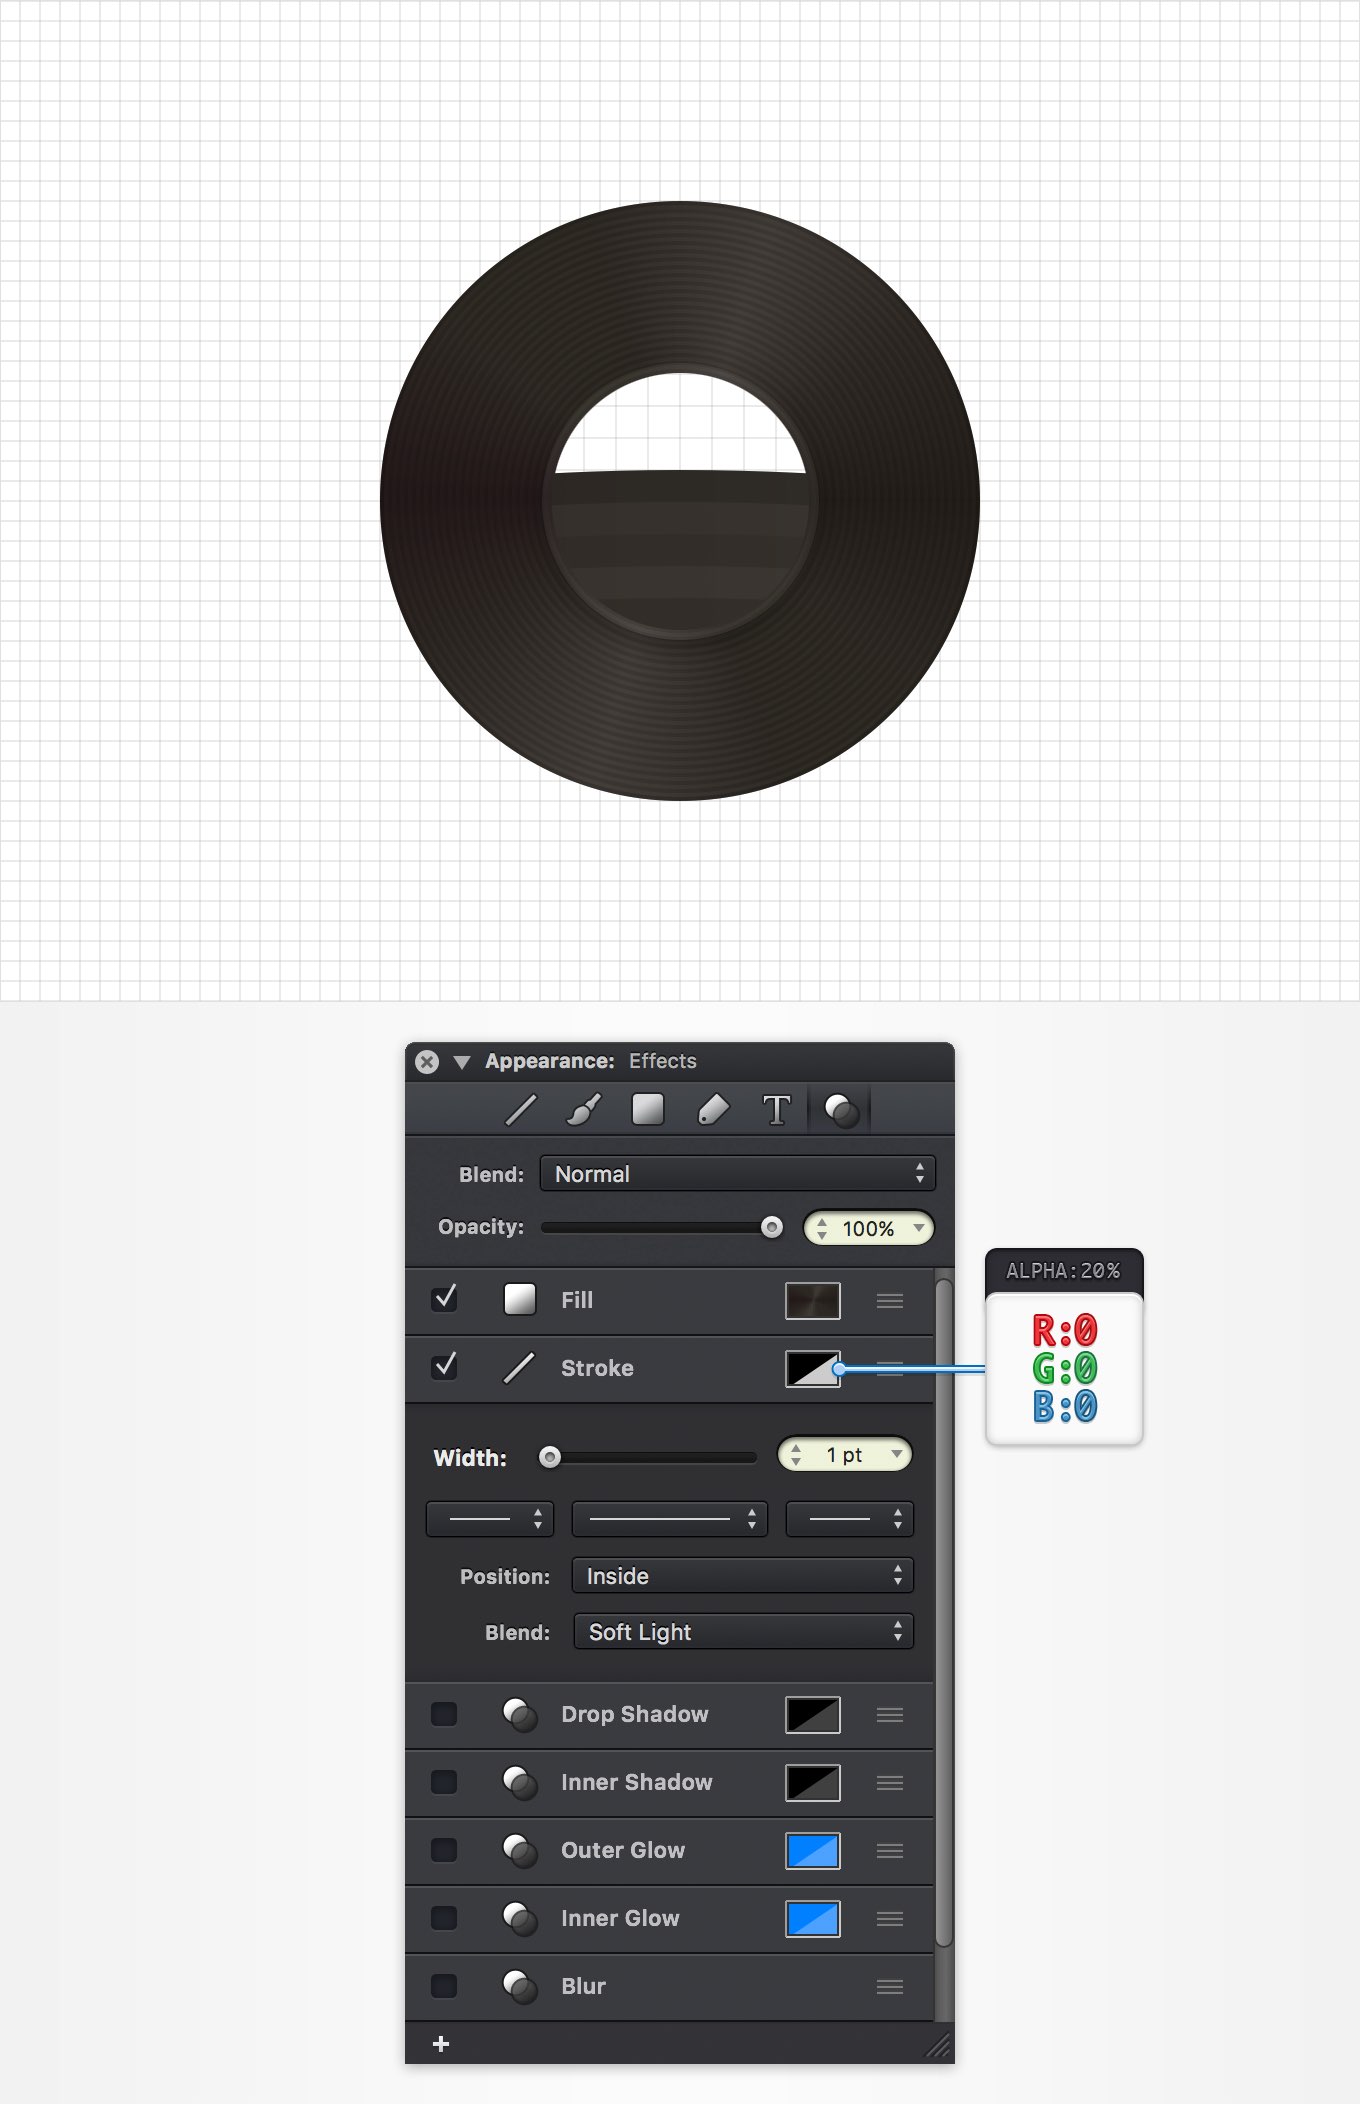 Appearance: Effects
T
Blend: Normal
Opacity: 100%
Fill
ALPHA:20%
R:0
G:0
B:0
Stroke
Width: 1 pt
Position: Inside
Blend: Soft Light
Drop Shadow
Inner Shadow
Outer Glow
Inner Glow
Blur
+